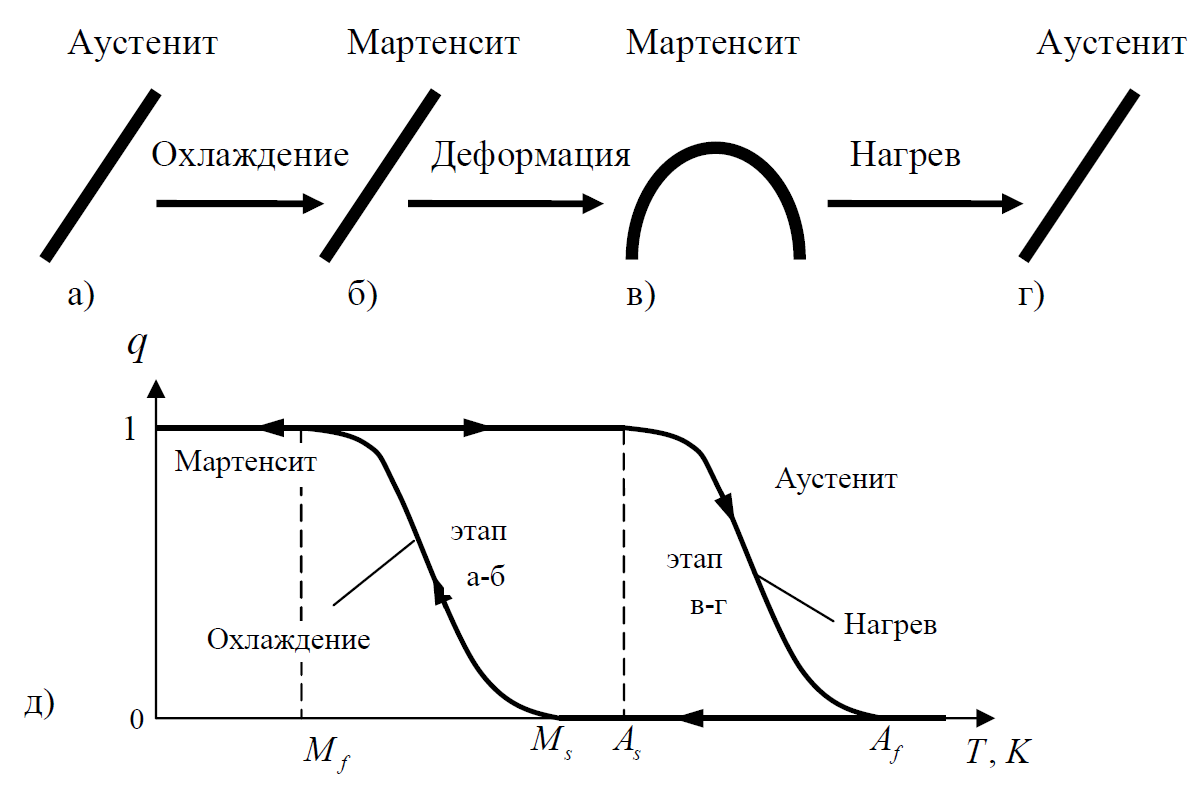 Аустенит Мартенсит Мартенсит Аустенит
Охлаждение Деформация Нагрев
а) б) в) г)
q
1
Мартенсит
Аустенит
этап
а-б
этап
в-г
Охлаждение
Нагрев
д)
0
M_f M_s A_s A_f T, K